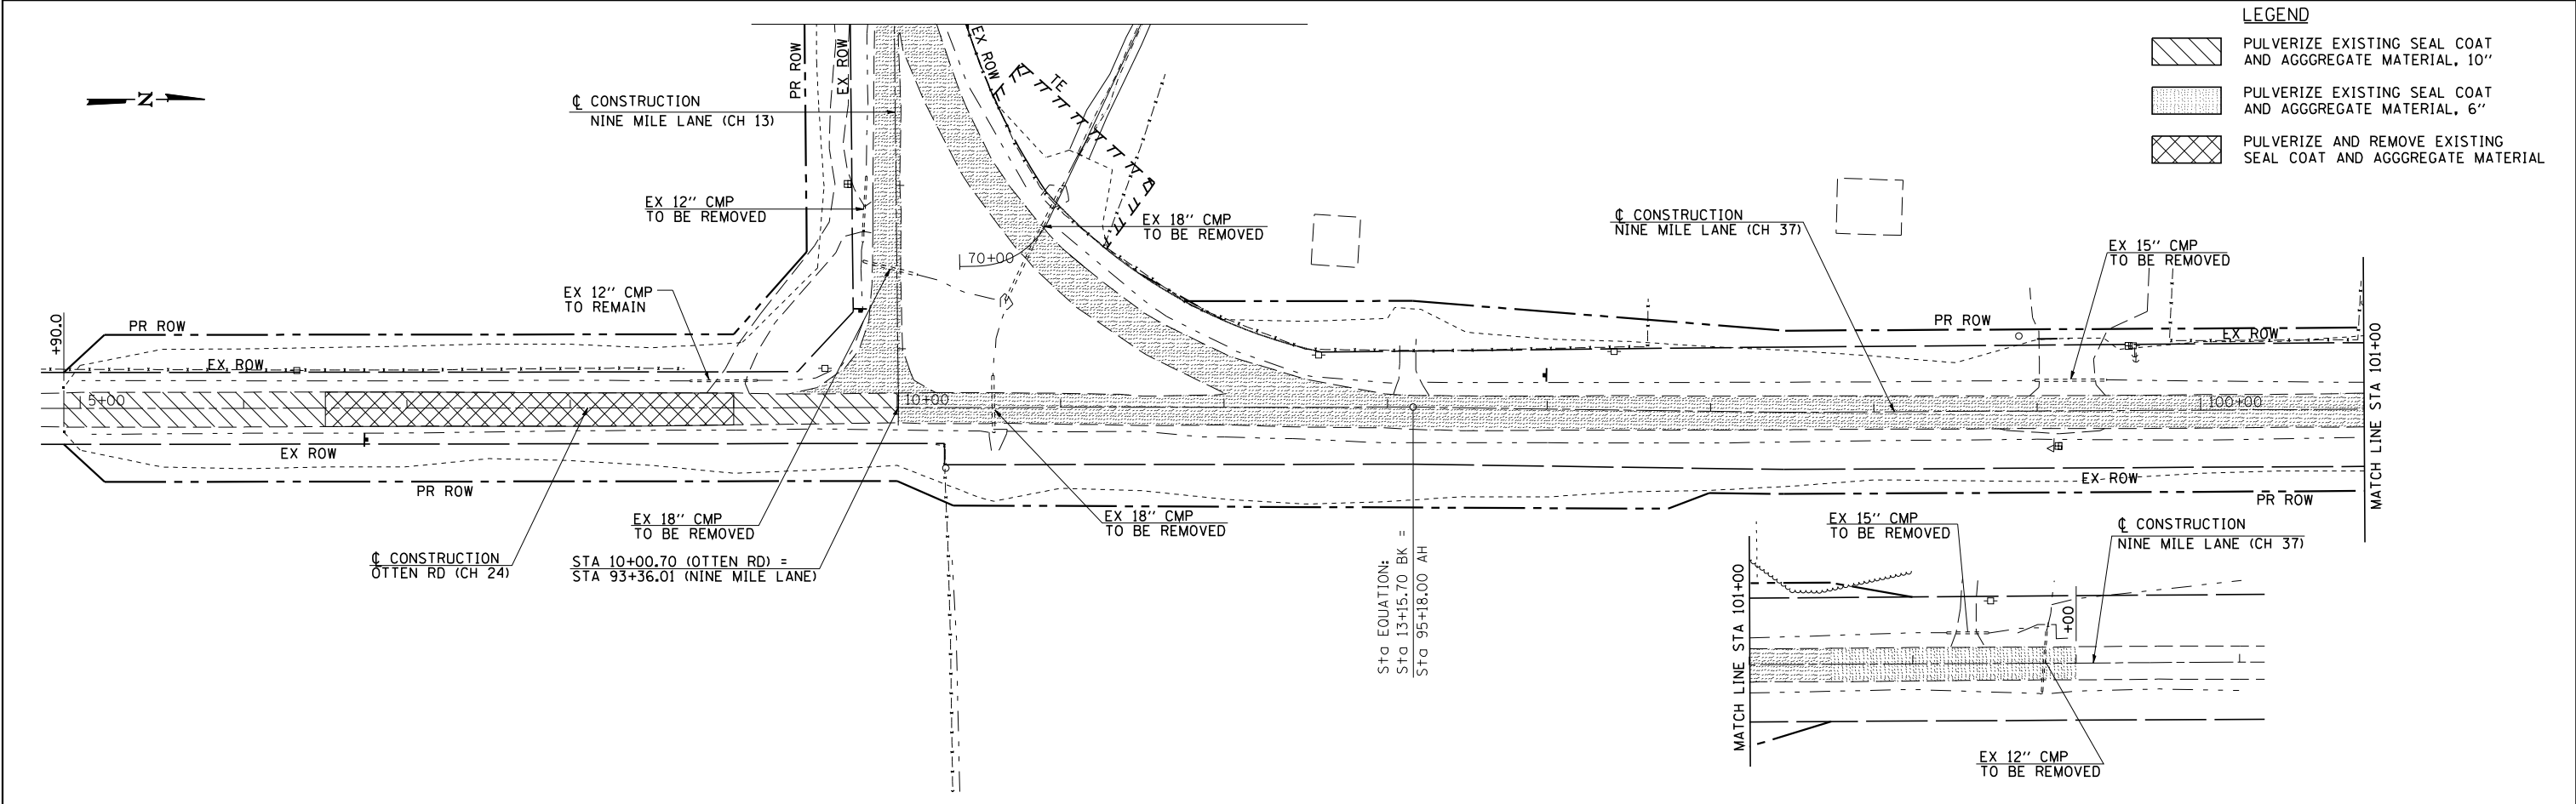 LEGEND
PULVERIZE EXISTING SEAL COAT
AND AGGGREGATE MATERIAL, 10"
PULVERIZE EXISTING SEAL COAT
AND AGGGREGATE MATERIAL, 6"
PULVERIZE AND REMOVE EXISTING
SEAL COAT AND AGGGREGATE MATERIAL
N
PR ROW
EX ROW
EX ROW
TE
℄ CONSTRUCTION
NINE MILE LANE (CH 13)
EX 12" CMP
TO BE REMOVED
EX 18" CMP
TO BE REMOVED
℄ CONSTRUCTION
NINE MILE LANE (CH 37)
EX 15" CMP
TO BE REMOVED
70+00
EX 12" CMP
TO REMAIN
+90.0
PR ROW
EX ROW
PR ROW
EX ROW
5+00
10+00
100+00
MATCH LINE STA 101+00
EX ROW
PR ROW
EX ROW
PR ROW
EX 18" CMP
TO BE REMOVED
EX 18" CMP
TO BE REMOVED
℄ CONSTRUCTION
OTTEN RD (CH 24)
STA 10+00.70 (OTTEN RD) =
STA 93+36.01 (NINE MILE LANE)
Sta EQUATION:
Sta 13+15.70 BK =
Sta 95+18.00 AH
EX 15" CMP
TO BE REMOVED
℄ CONSTRUCTION
NINE MILE LANE (CH 37)
MATCH LINE STA 101+00
+00
EX 12" CMP
TO BE REMOVED